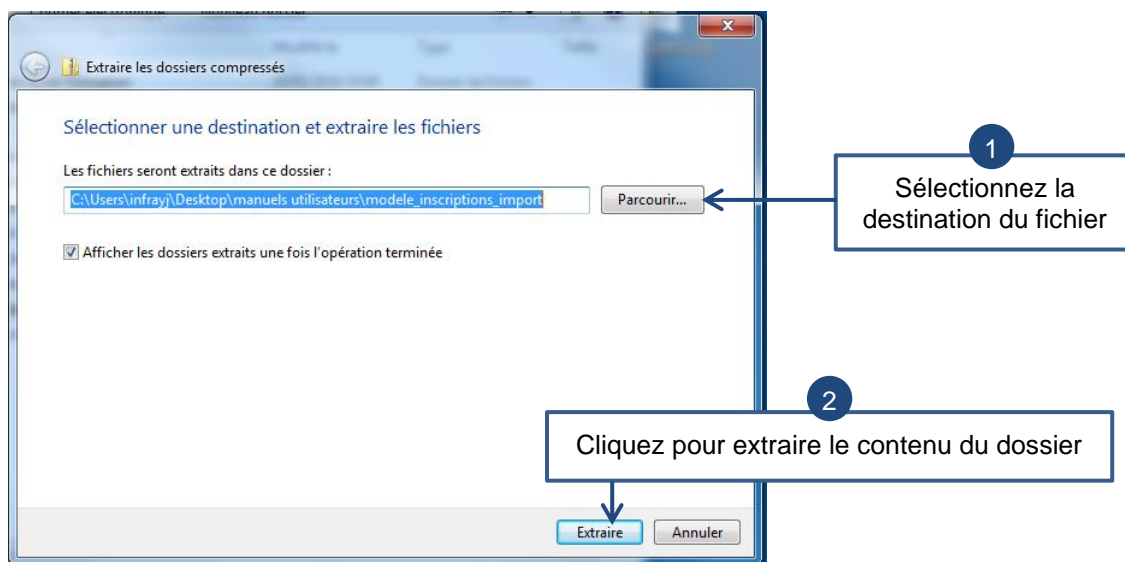 Extraire les dossiers compressés
Sélectionner une destination et extraire les fichiers
Les fichiers seront extraits dans ce dossier :
C:\Users\infrayj\Desktop\manuels utilisateurs\modele_inscriptions_import
Parcourir...
1
Sélectionnez la
destination du fichier
Afficher les dossiers extraits une fois l'opération terminée
2
Cliquez pour extraire le contenu du dossier
Extraire
Annuler